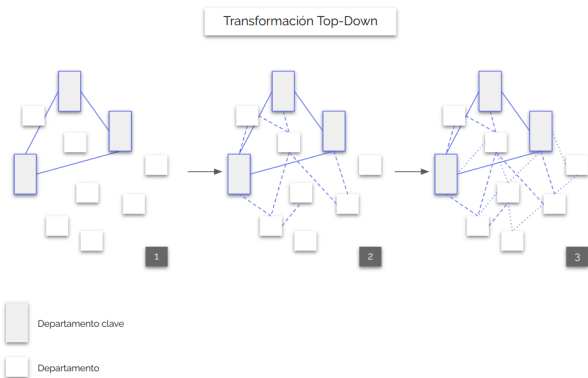 Transformación Top-Down
1
2
3
Departamento clave
Departamento